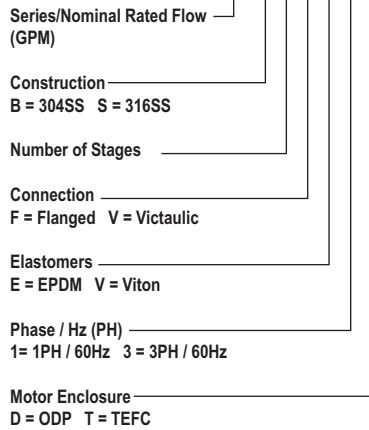 Series/Nominal Rated Flow
(GPM)
Construction
B = 304SS S = 316SS
Number of Stages
Connection
F = Flanged V = Victaulic
Elastomers
E = EPDM V = Viton
Phase / Hz (PH)
1= 1PH / 60Hz 3 = 3PH / 60Hz
Motor Enclosure
D = ODP T = TEFC